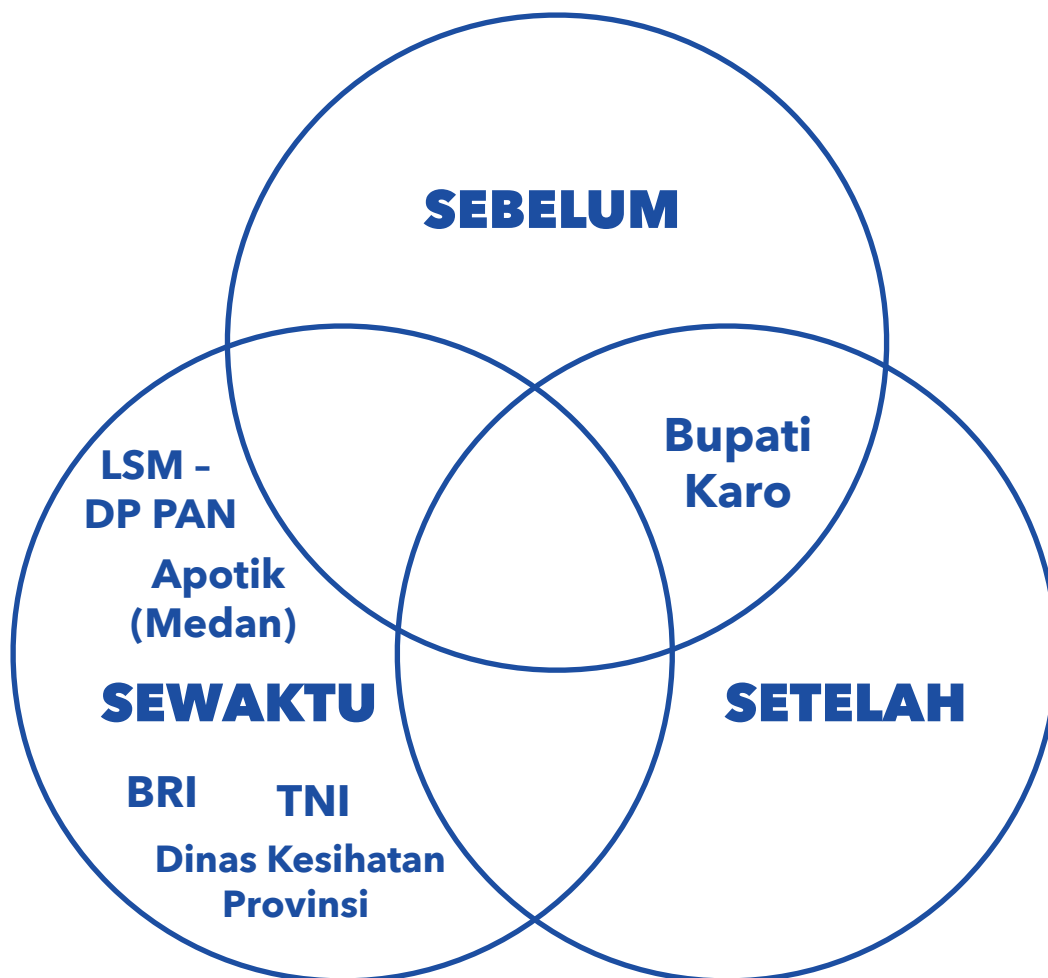 SEBELUM
Bupati
Karo
LSM –
DP PAN
Apotik
(Medan)
SEWAKTU
SETELAH
BRI
TNI
Dinas Kesihatan
Provinsi